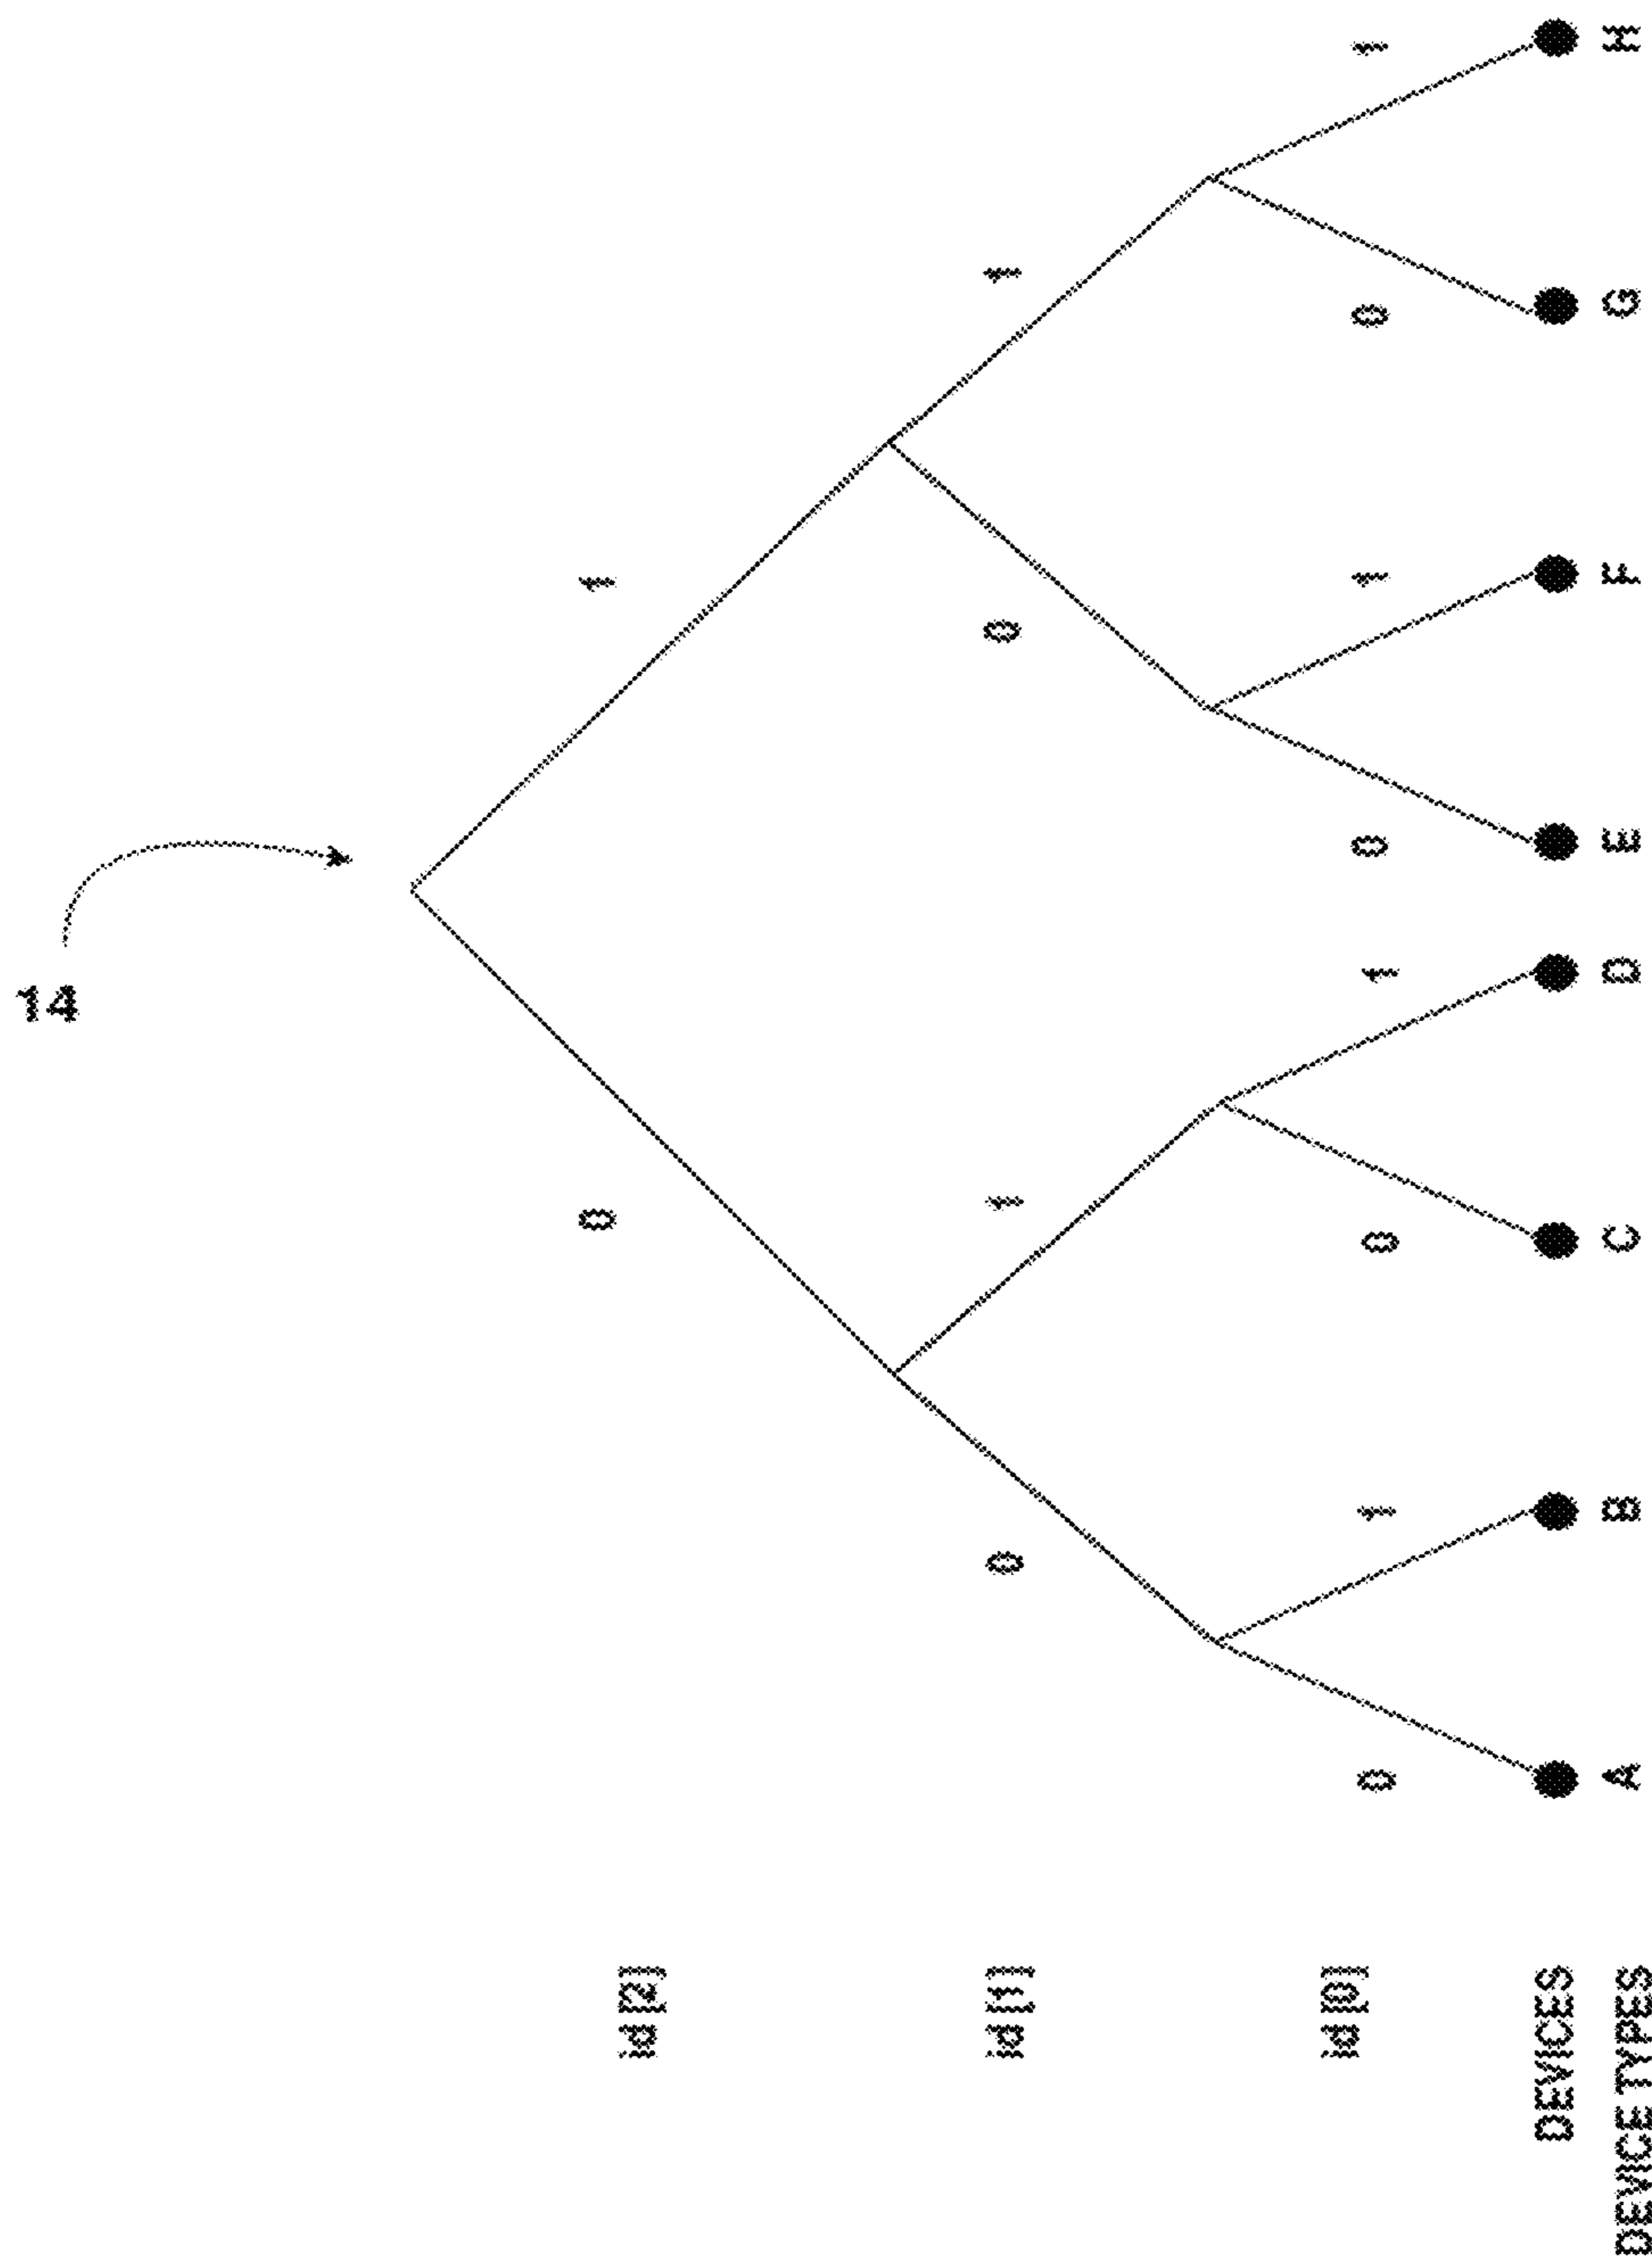 14
id [2] 0 1
id [1] 0 1 0 1
id [0] 0 1 0 1 0 1 0 1
DEVICES
DEVICE TYPES A B C D E F G H